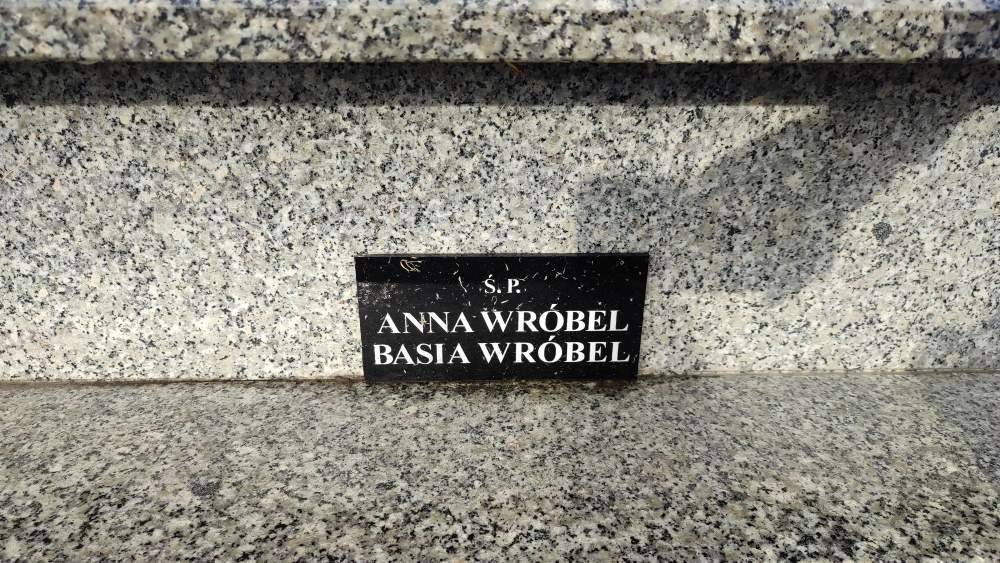 Ś. P.
ANNA WRÓBEL
BASIA WRÓBEL